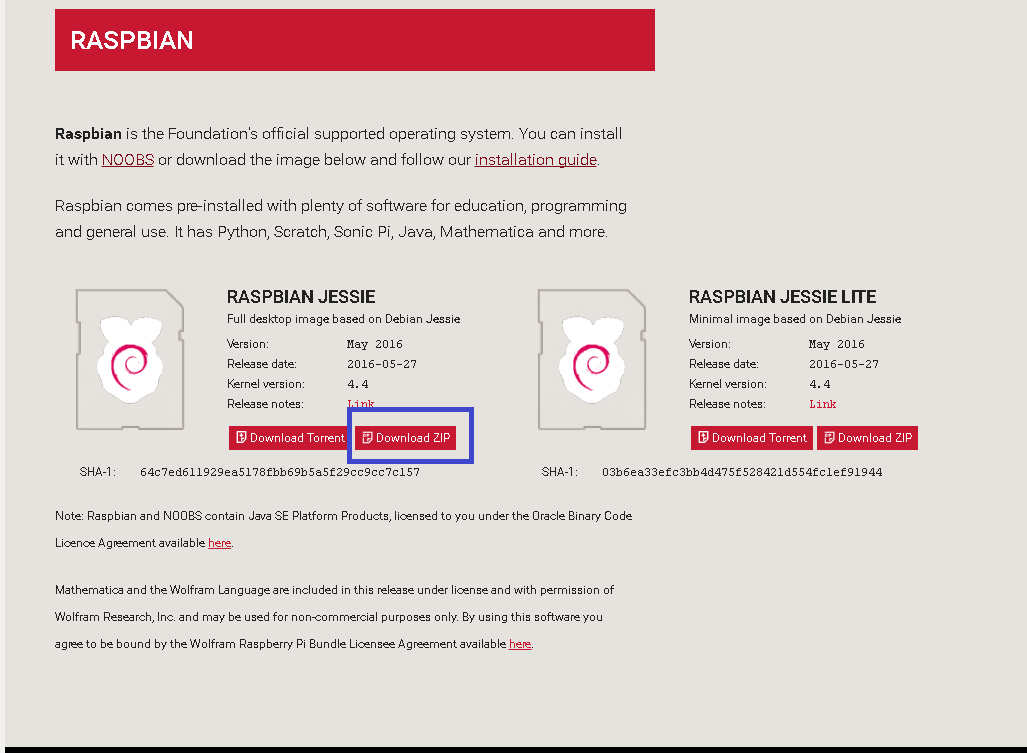 RASPBIAN
Raspbian is the Foundation's official supported operating system. You can install
it with NOOBS or download the image below and follow our installation guide.
Raspbian comes pre-installed with plenty of software for education, programming
and general use. It has Python, Scratch, Sonic Pi, Java, Mathematica and more.
RASPBIAN JESSIE
Full desktop image based on Debian Jessie
Version: May 2016
Release date: 2016-05-27
Kernel version: 4.4
Release notes: Link
Download Torrent Download ZIP
SHA-1: 64c7ed611929ea5178fbb69b5a5f29cc9cc7c157
RASPBIAN JESSIE LITE
Minimal image based on Debian Jessie
Version: May 2016
Release date: 2016-05-27
Kernel version: 4.4
Release notes: Link
Download Torrent Download ZIP
SHA-1: 03b6ea33efc3bb4d475f528421d554fc1ef91944
Note: Raspbian and NOOBS contain Java SE Platform Products, licensed to you under the Oracle Binary Code
Licence Agreement available here.
Mathematica and the Wolfram Language are included in this release under license and with permission of
Wolfram Research, Inc. and may be used for non-commercial purposes only. By using this software you
agree to be bound by the Wolfram Raspberry Pi Bundle Licensee Agreement available here.